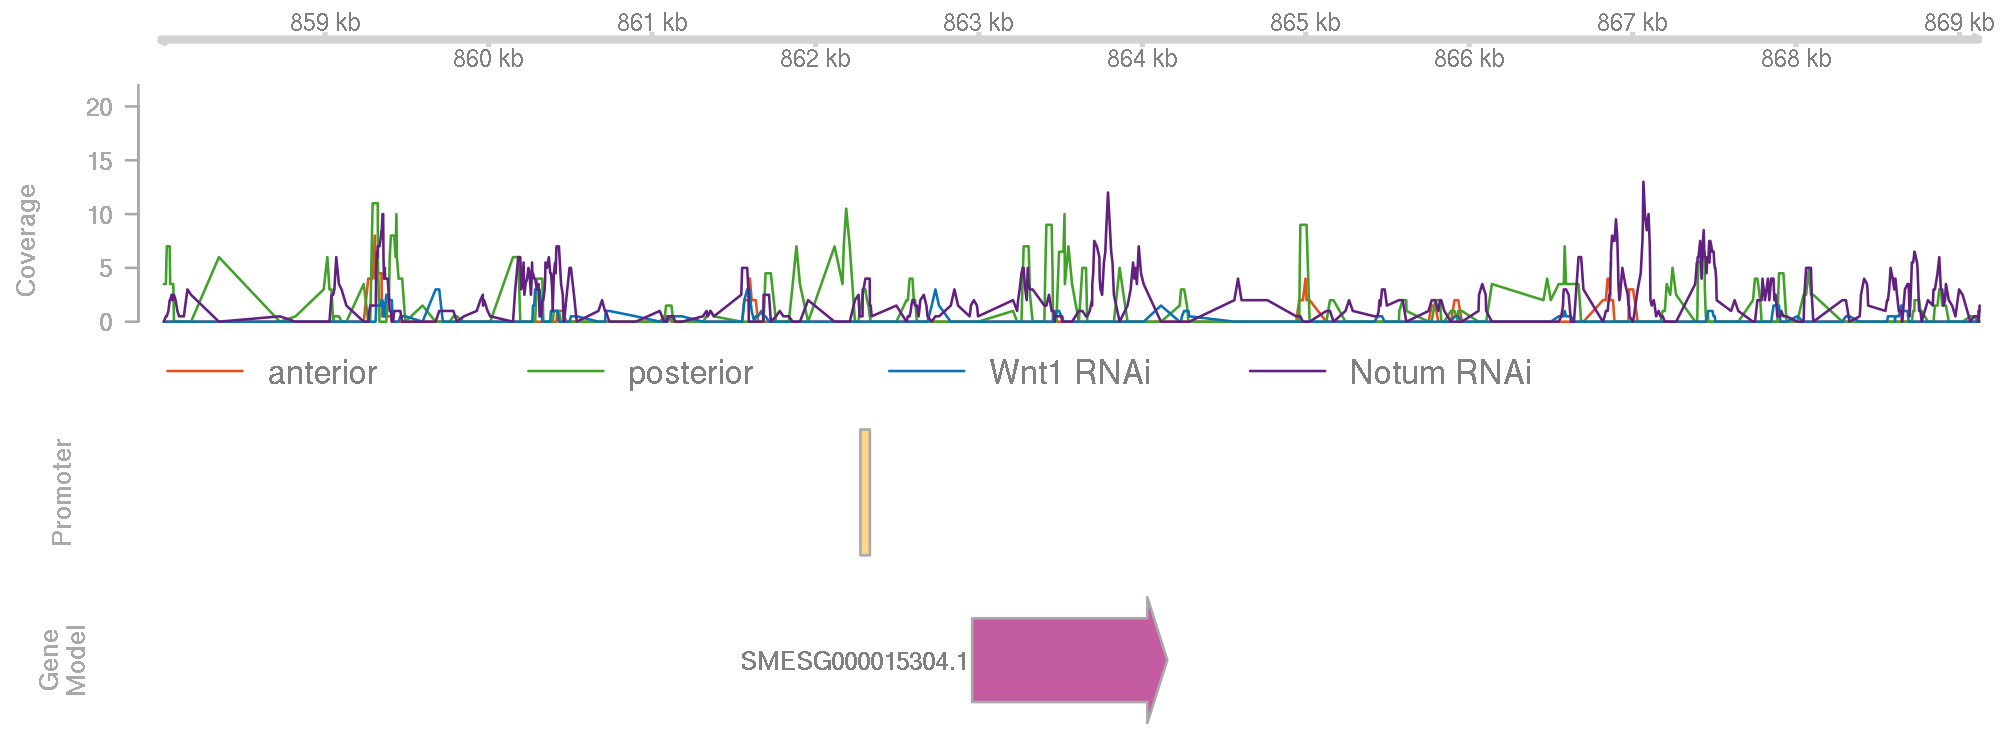 859 kb 861 kb 863 kb 865 kb 867 kb 869 kb
860 kb 862 kb 864 kb 866 kb 868 kb
Coverage
20
15
10
5
0
anterior posterior Wnt1 RNAi Notum RNAi
Promoter
Gene
Model
SMESG000015304.1